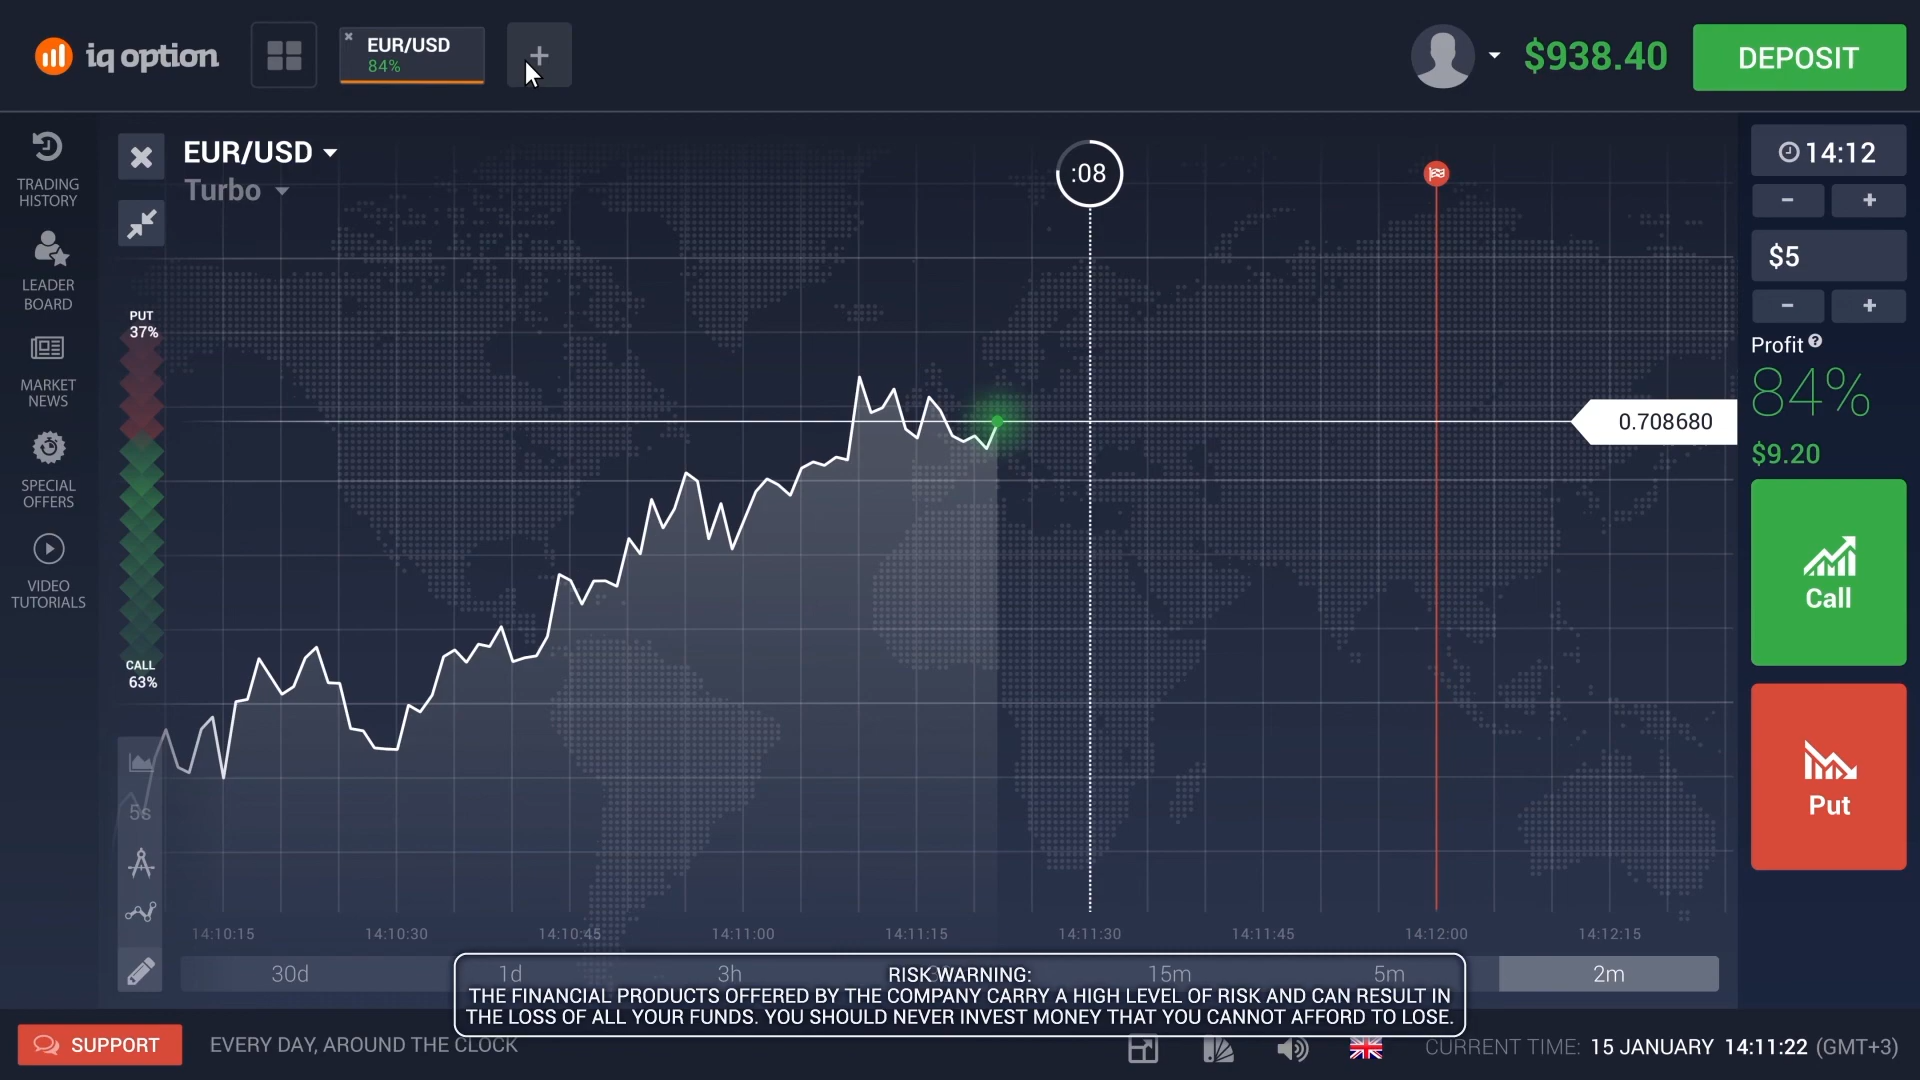 iq option
EUR/USD
84%
+
$938.40
DEPOSIT
TRADING
HISTORY
LEADER
BOARD
MARKET
NEWS
SPECIAL
OFFERS
VIDEO
TUTORIALS
EUR/USD
Turbo
:08
PUT
37%
CALL
63%
5s
0.708680
14:12
- +
$5
- +
Profit ?
84%
$9.20
Call
Put
14:10:15 14:10:30 14:10:45 14:11:00 14:11:15 14:11:30 14:11:45 14:12:00 14:12:15
30d 1d 3h 15m 5m 2m
RISK WARNING:
THE FINANCIAL PRODUCTS OFFERED BY THE COMPANY CARRY A HIGH LEVEL OF RISK AND CAN RESULT IN
THE LOSS OF ALL YOUR FUNDS. YOU SHOULD NEVER INVEST MONEY THAT YOU CANNOT AFFORD TO LOSE.
SUPPORT
EVERY DAY, AROUND THE CLOCK
CURRENT TIME: 15 JANUARY 14:11:22 (GMT+3)